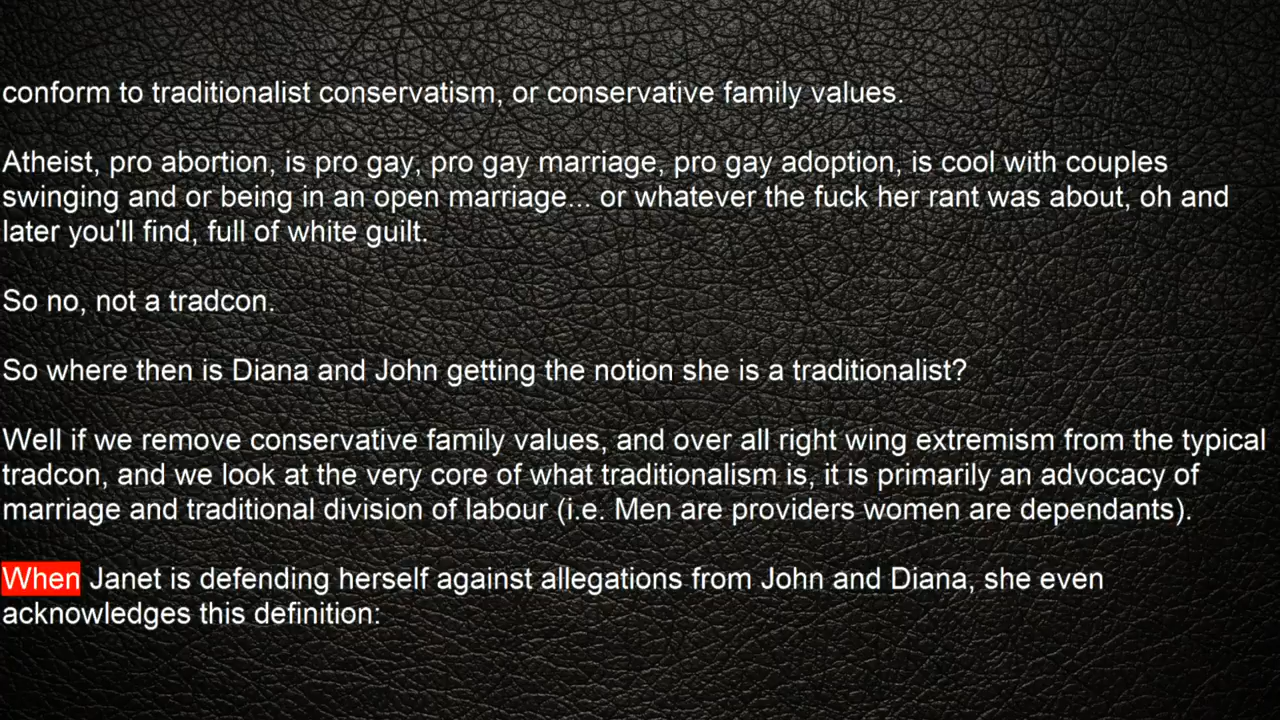 conform to traditionalist conservatism, or conservative family values.
Atheist, pro abortion, is pro gay, pro gay marriage, pro gay adoption, is cool with couples
swinging and or being in an open marriage... or whatever the fuck her rant was about, oh and
later you'll find, full of white guilt.
So no, not a tradcon.
So where then is Diana and John getting the notion she is a traditionalist?
Well if we remove conservative family values, and over all right wing extremism from the typical
tradcon, and we look at the very core of what traditionalism is, it is primarily an advocacy of
marriage and traditional division of labour (i.e. Men are providers women are dependants).
When Janet is defending herself against allegations from John and Diana, she even
acknowledges this definition: